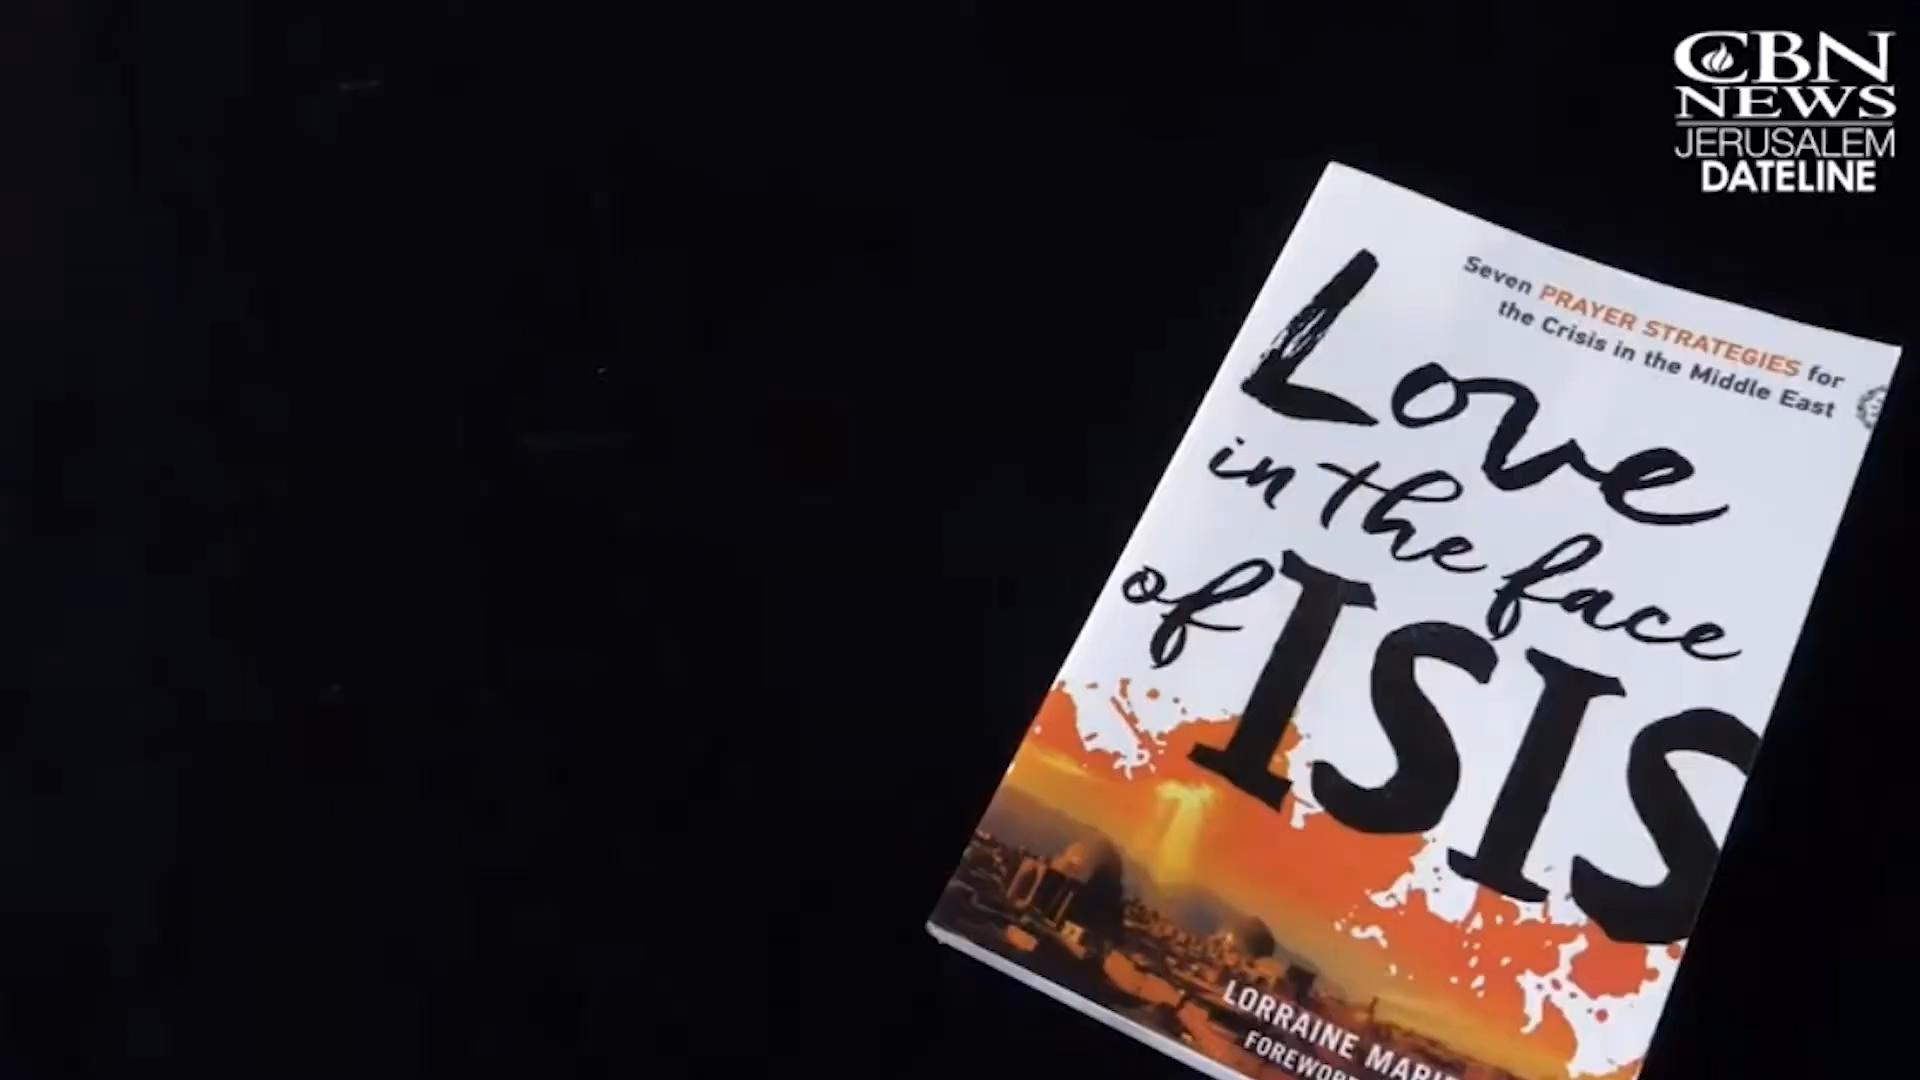 CBN
NEWS
JERUSALEM
DATELINE
Seven PRAYER STRATEGIES for
the Crisis in the Middle East
Love
in the face
of ISIS
LORRAINE